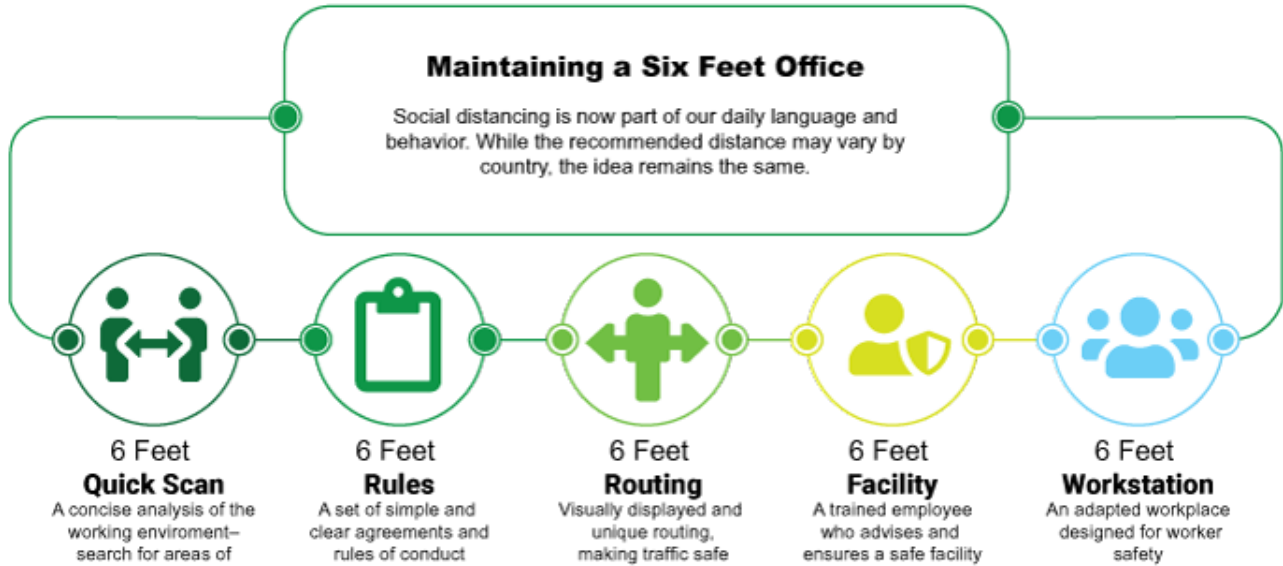 Maintaining a Six Feet Office
Social distancing is now part of our daily language and
behavior. While the recommended distance may vary by
country, the idea remains the same.
6 Feet
Quick Scan
A concise analysis of the
working enviroment–
search for areas of
6 Feet
Rules
A set of simple and
clear agreements and
rules of conduct
6 Feet
Routing
Visually displayed and
unique routing,
making traffic safe
6 Feet
Facility
A trained employee
who advises and
ensures a safe facility
6 Feet
Workstation
An adapted workplace
designed for worker
safety